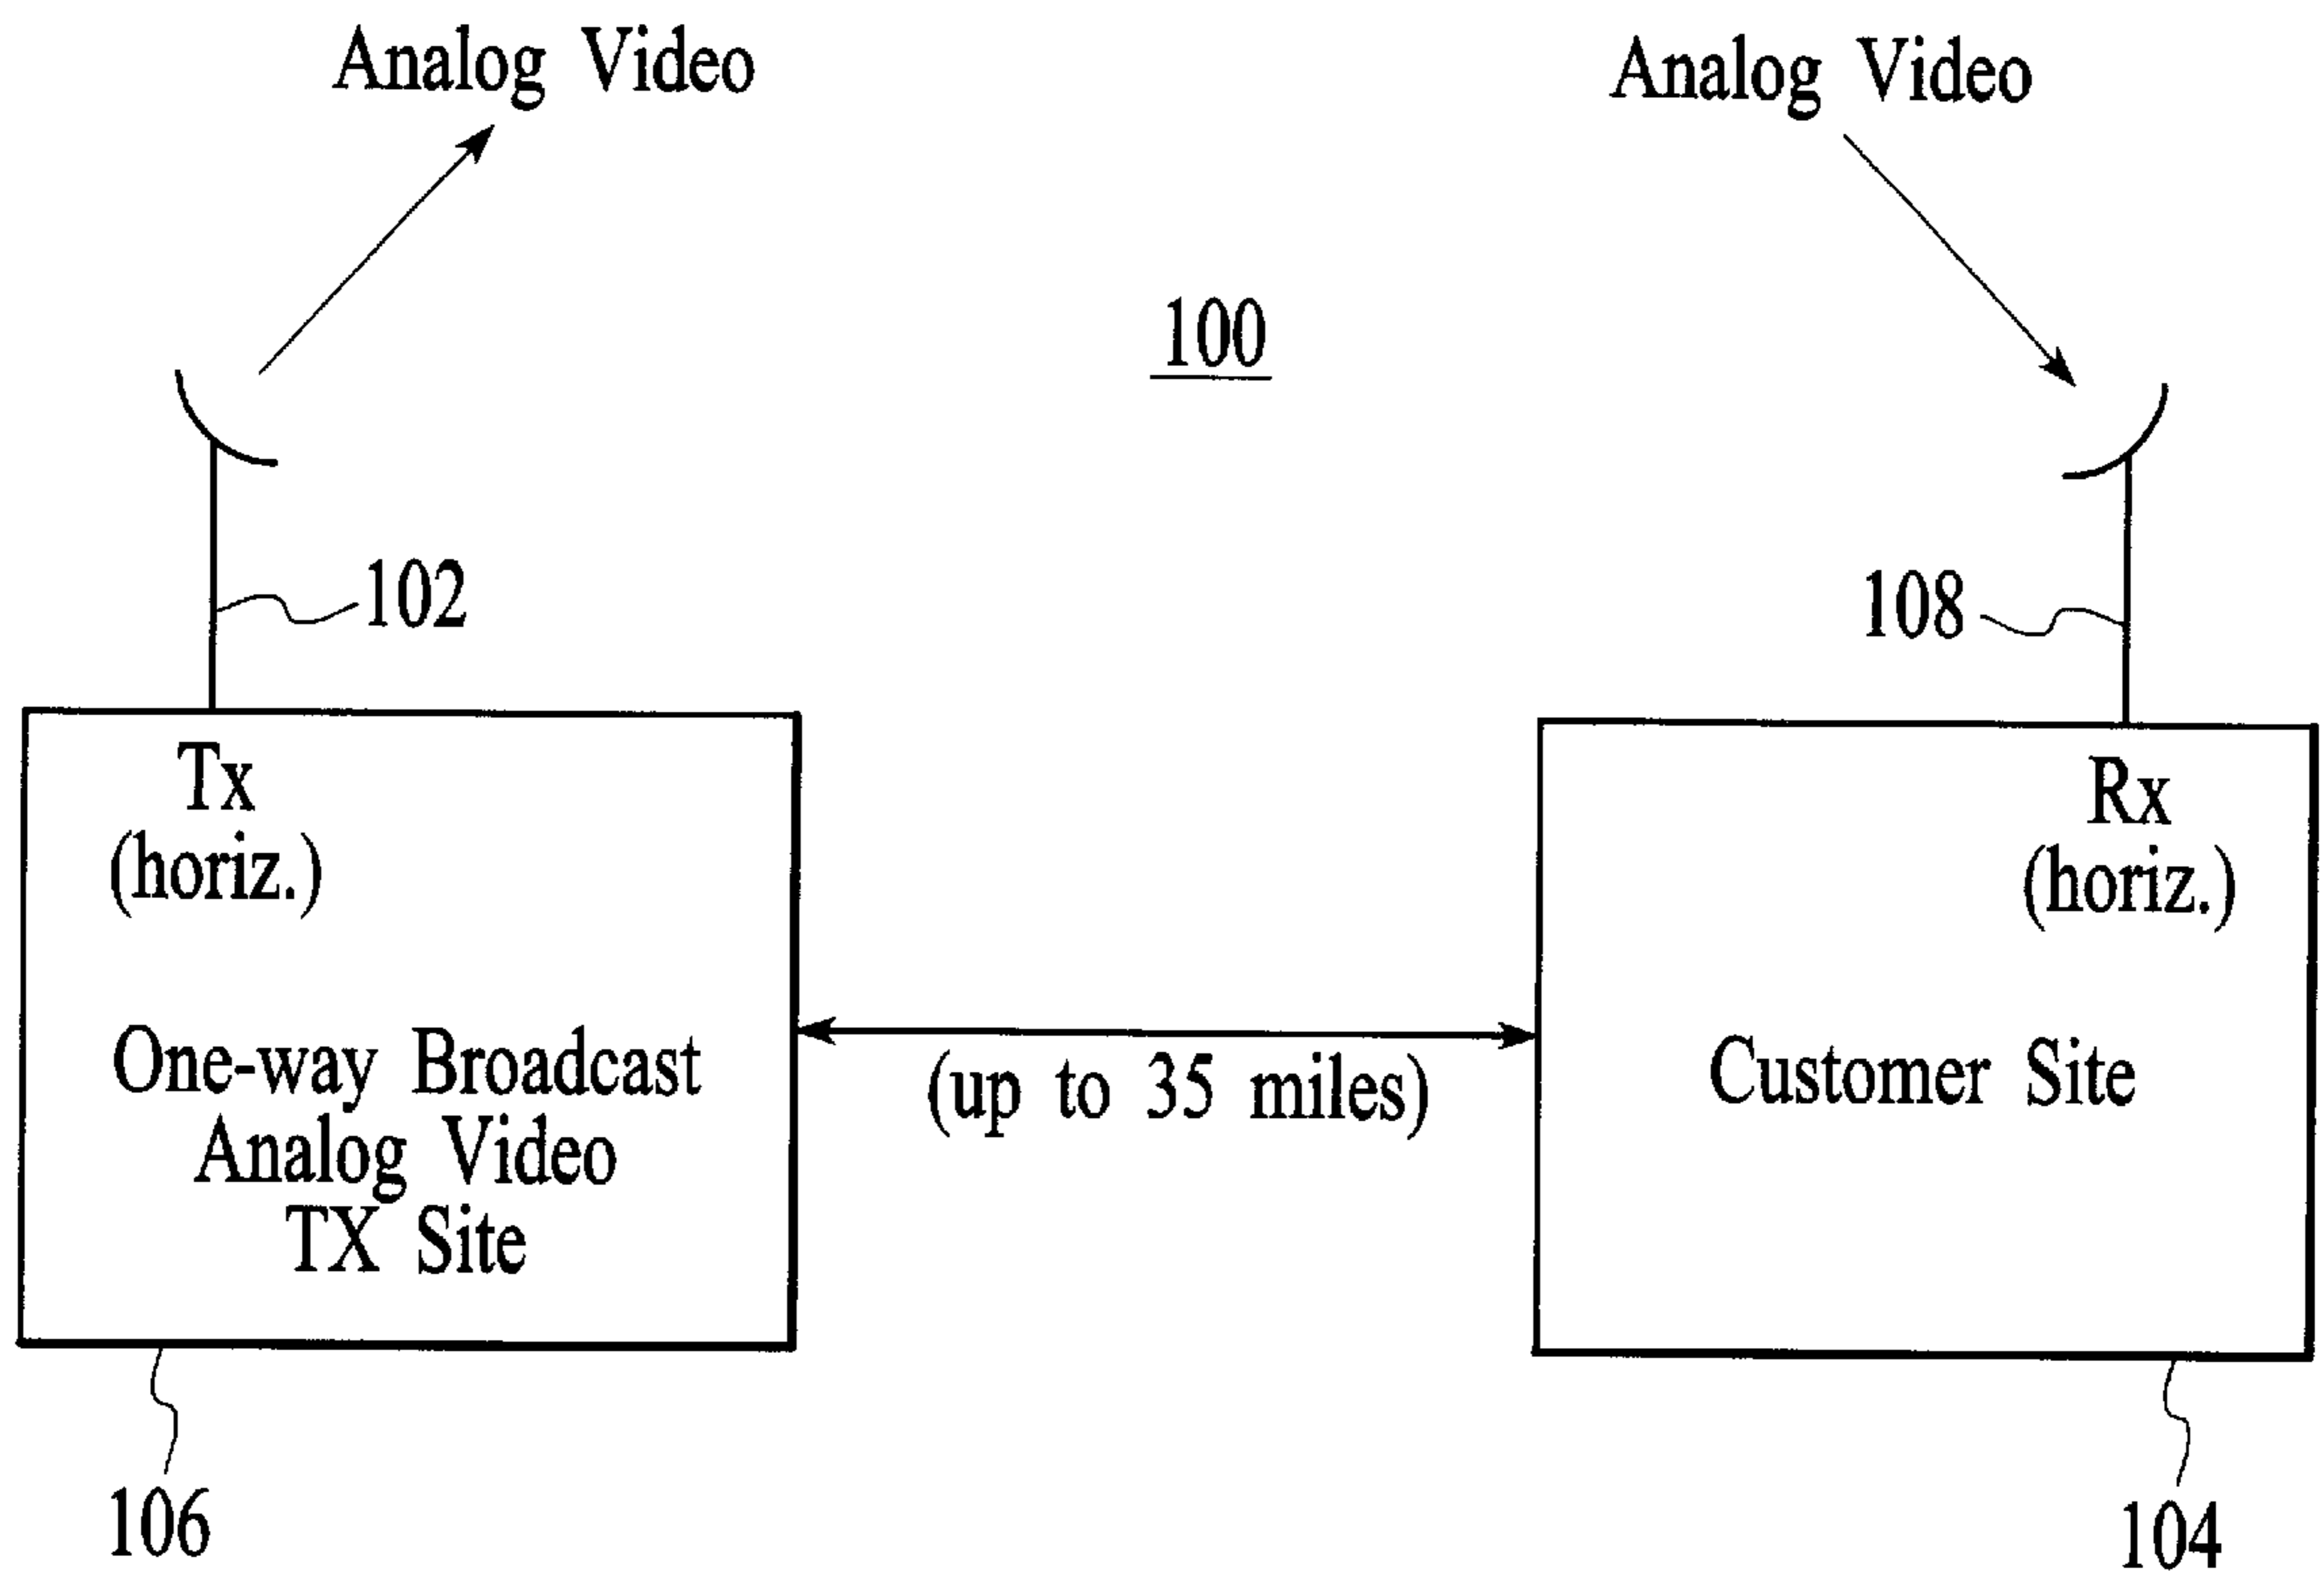 Analog Video
Analog Video
100
102
108
Tx
(horiz.)
Rx
(horiz.)
One-way Broadcast
Analog Video
TX Site
(up to 35 miles)
Customer Site
106
104